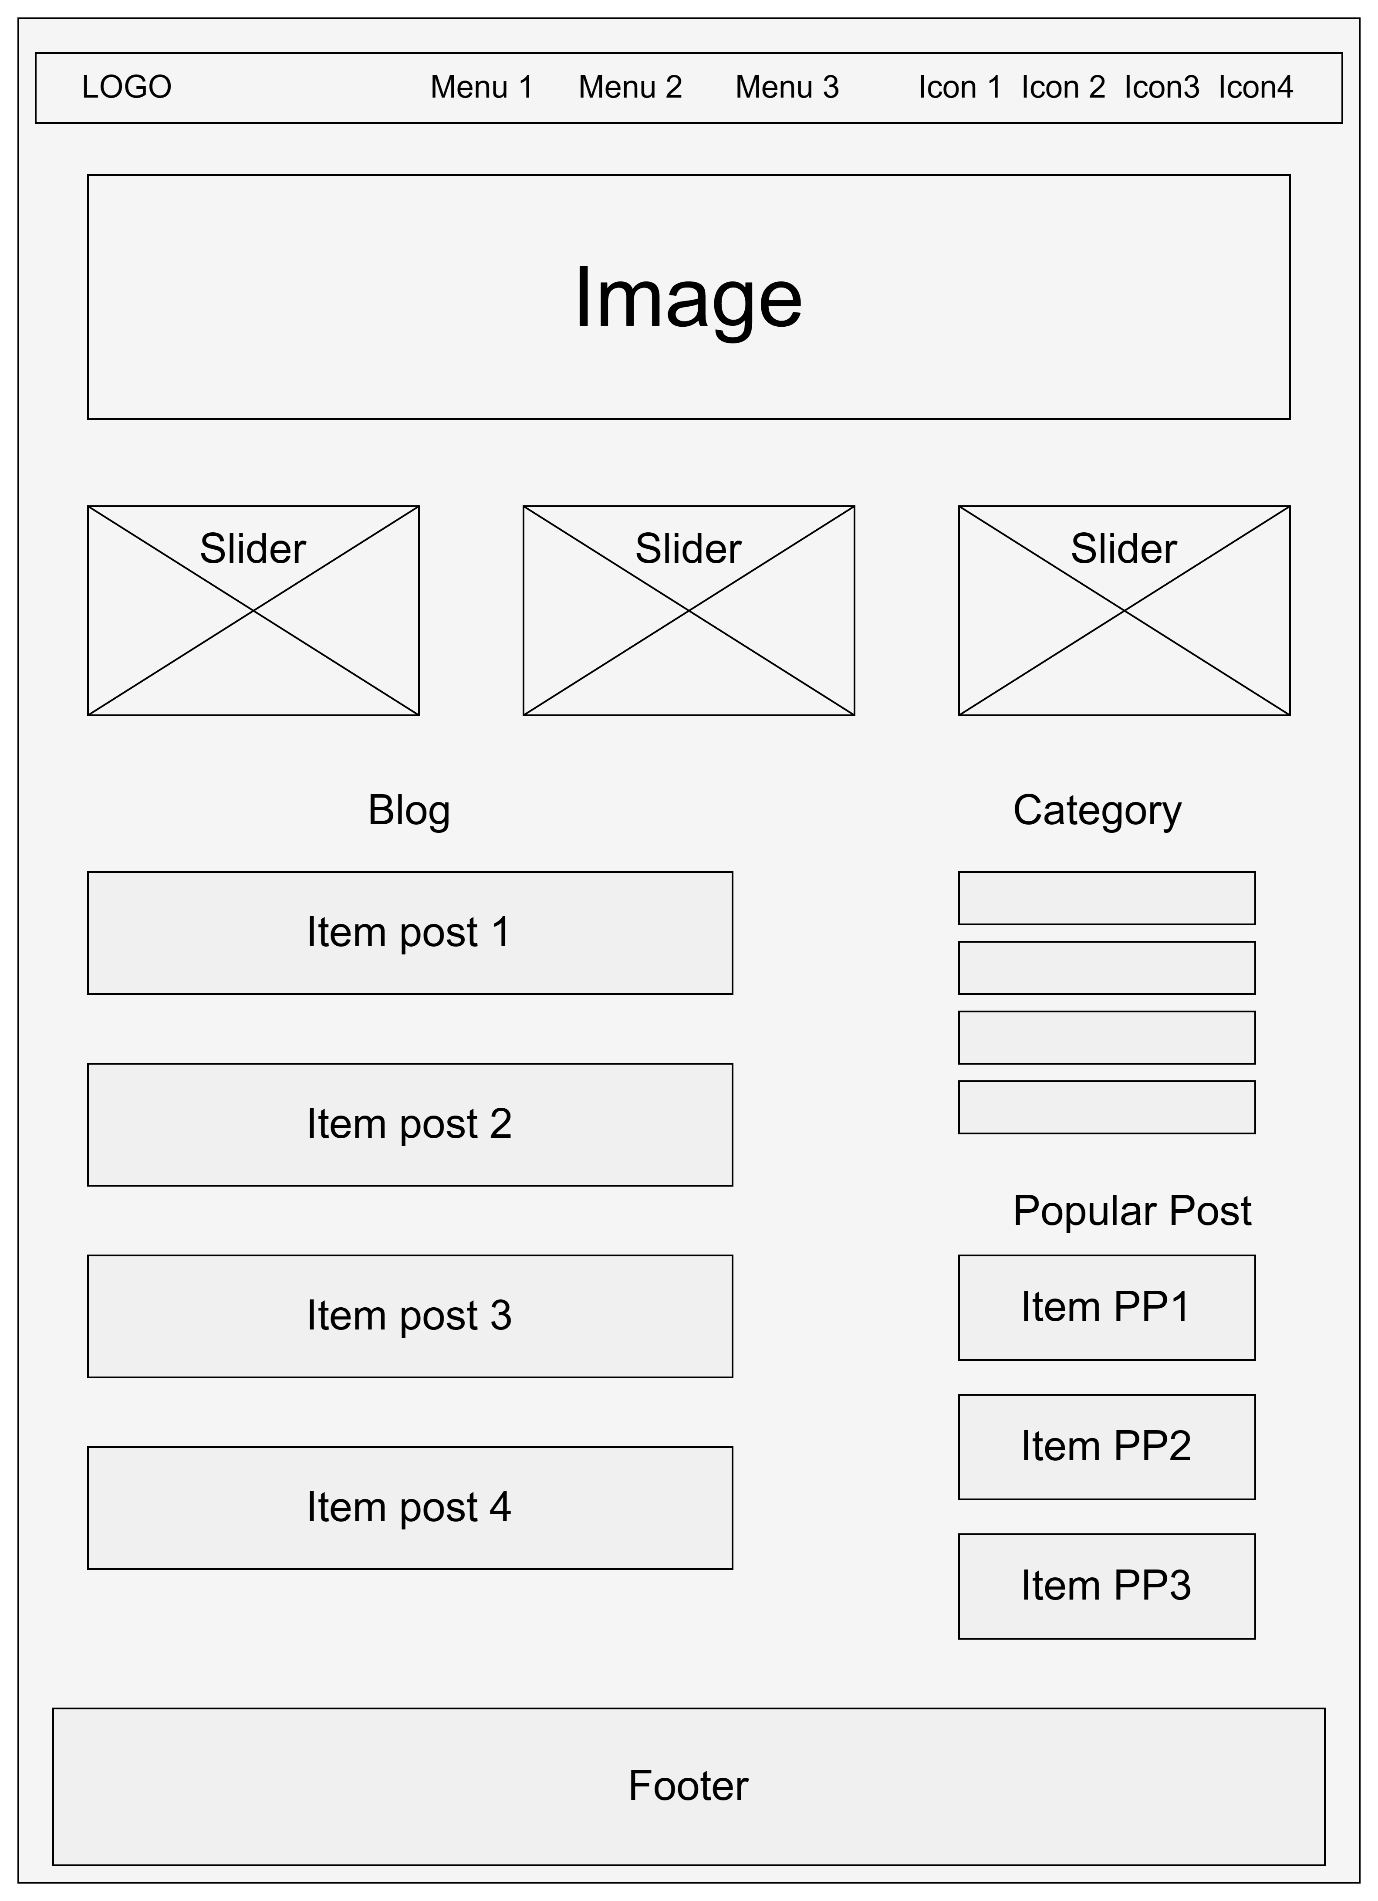 LOGO Menu 1 Menu 2 Menu 3 Icon 1 Icon 2 Icon3 Icon4
Image
Slider Slider Slider
Blog
Item post 1
Item post 2
Item post 3
Item post 4
Category
Popular Post
Item PP1
Item PP2
Item PP3
Footer